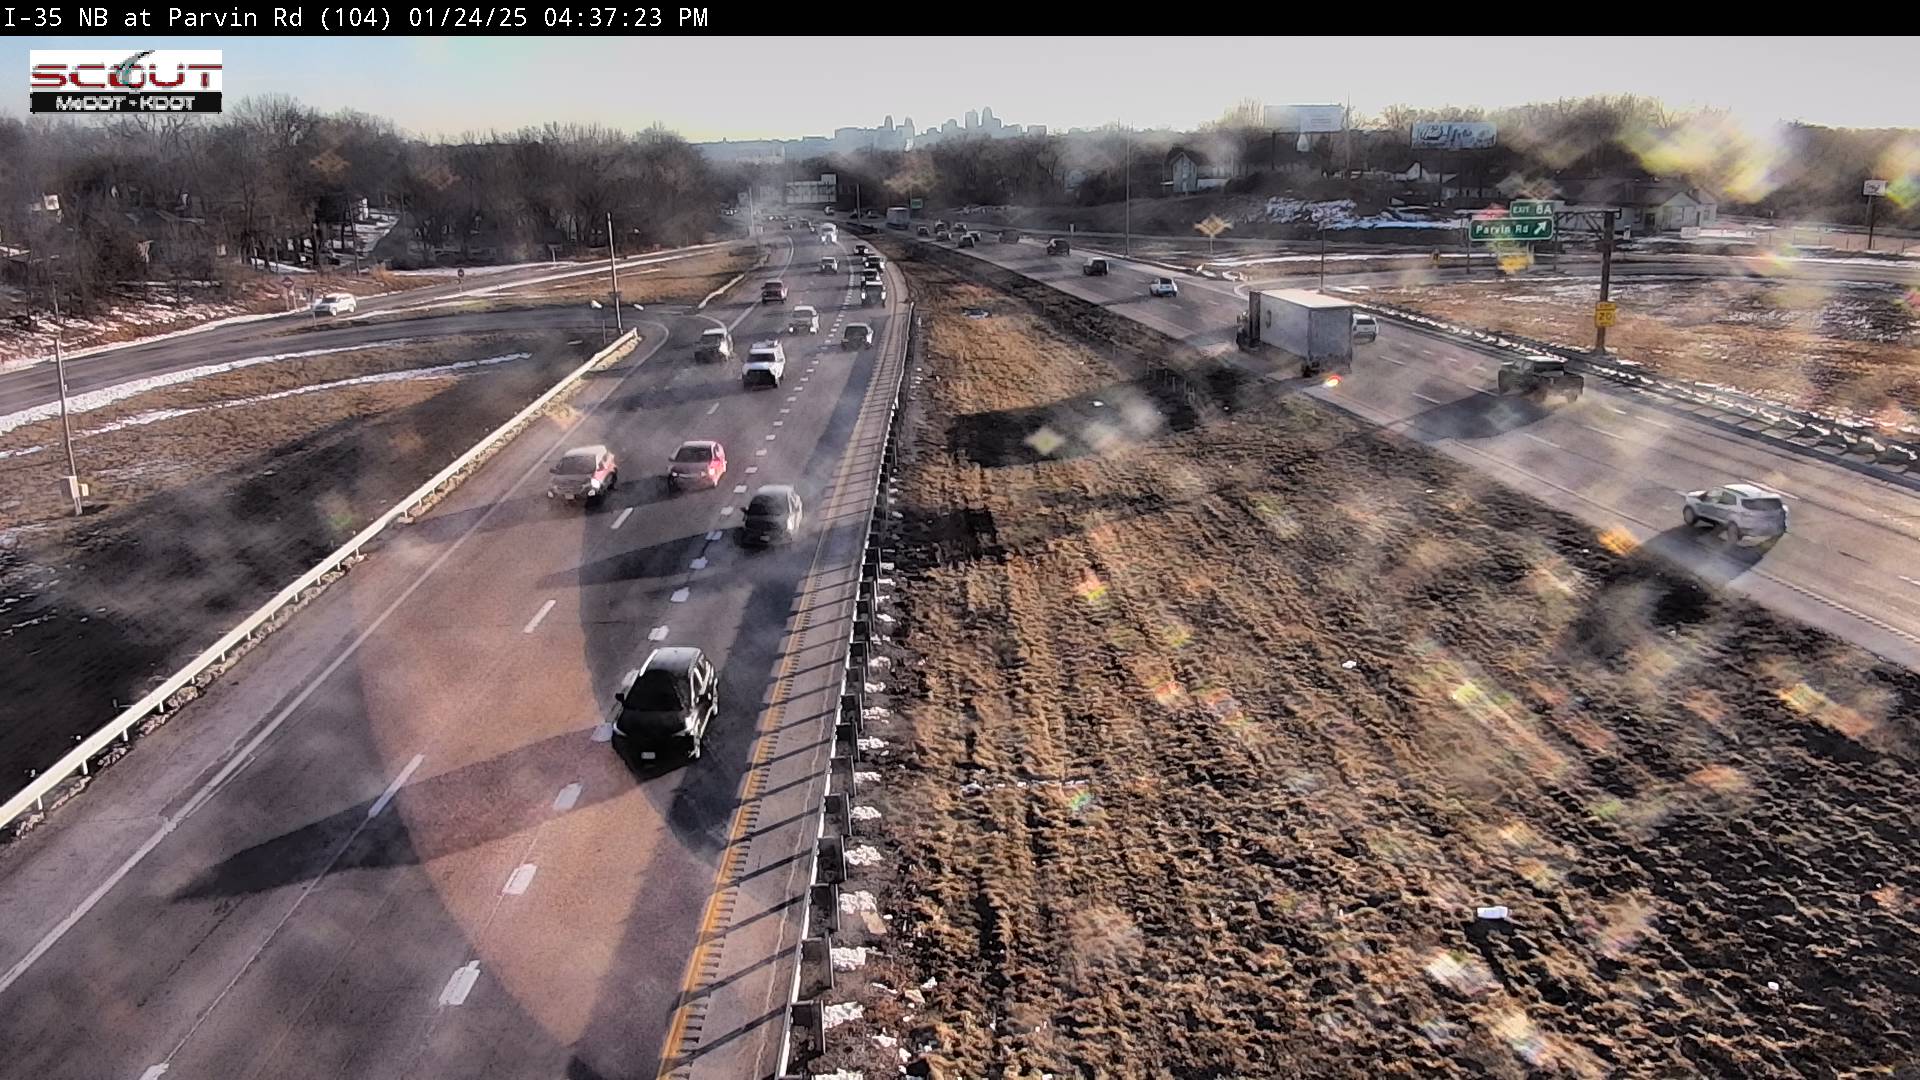 I-35 NB at Parvin Rd (104) 01/24/25 04:37:23 PM
SCOUT
MoDOT - KDOT
EXIT 8A
Parvin Rd